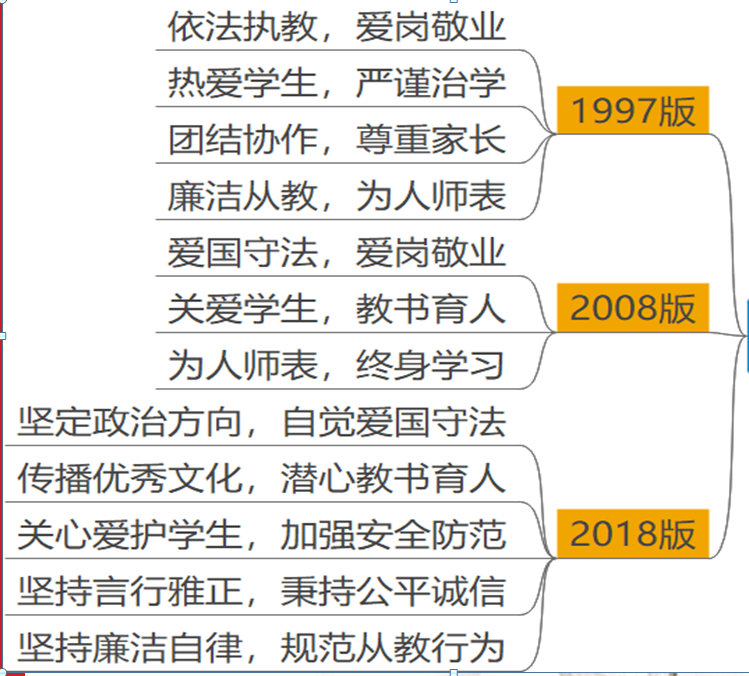 依法执教，爱岗敬业
热爱学生，严谨治学
团结协作，尊重家长
廉洁从教，为人师表
1997版
爱国守法，爱岗敬业
关爱学生，教书育人
为人师表，终身学习
2008版
坚定政治方向，自觉爱国守法
传播优秀文化，潜心教书育人
关心爱护学生，加强安全防范
坚持言行雅正，秉持公平诚信
坚持廉洁自律，规范从教行为
2018版